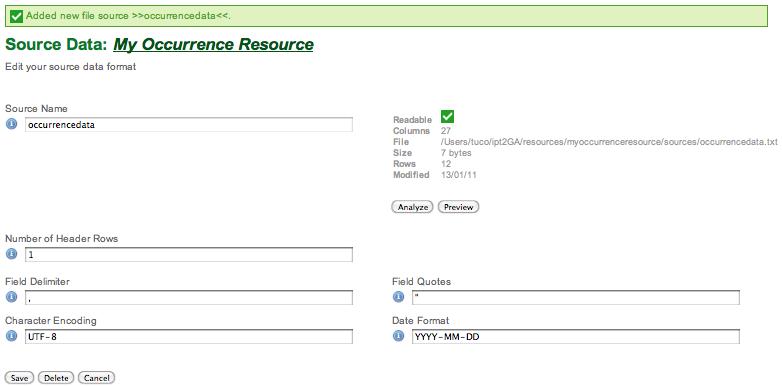 Added new file source >>occurrencedata<<.
Source Data: My Occurrence Resource
Edit your source data format
Source Name
occurrencedata
Readable
Columns 27
File /Users/tuco/ipt2GA/resources/myoccurrenceresource/sources/occurrencedata.txt
Size 7 bytes
Rows 12
Modified 13/01/11
Analyze Preview
Number of Header Rows
1
Field Delimiter Field Quotes
, "
Character Encoding Date Format
UTF-8 YYYY-MM-DD
Save Delete Cancel